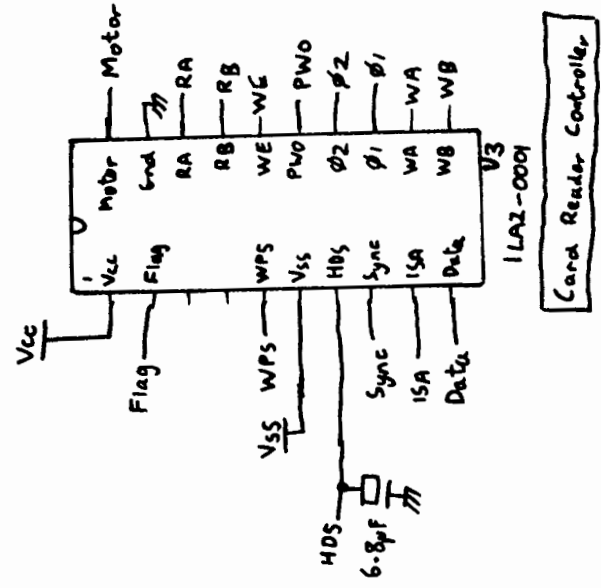 Vcc
Flag
WPS
Vss
HDS
6.8µF
Sync
ISA
Data
1
Vcc
Flag
WPS
Vss
HDS
Sync
ISA
Data
Motor
Gnd
RA
RB
WE
PWO
Ø2
Ø1
WA
WB
Motor
RA
RB
WE
PWO
Ø2
Ø1
WA
WB
U3
1LA2-0001
Card Reader Controller